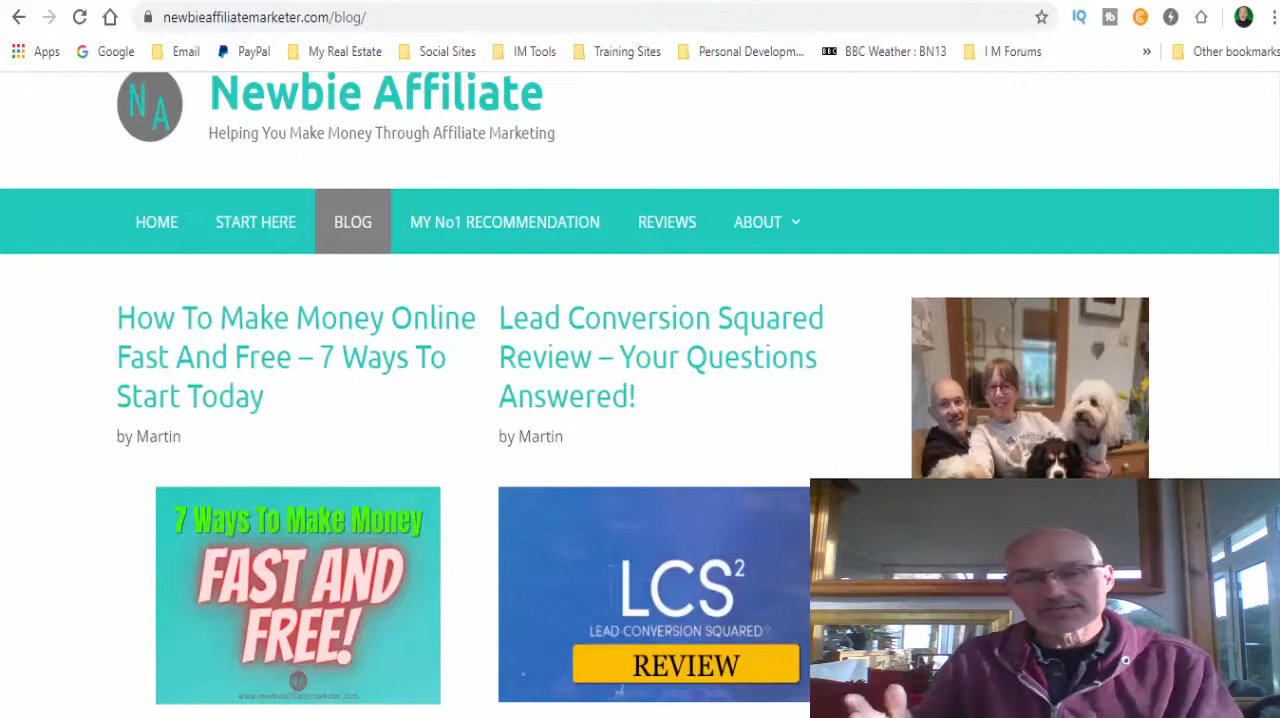 newbieaffiliatemarketer.com/blog/
Apps
Google
Email
PayPal
My Real Estate
Social Sites
IM Tools
Training Sites
Personal Developm...
BBC
BBC Weather : BN13
I M Forums
»
Other bookmarks
N A
Newbie Affiliate
Helping You Make Money Through Affiliate Marketing
HOME
START HERE
BLOG
MY No1 RECOMMENDATION
REVIEWS
ABOUT
How To Make Money Online
Fast And Free – 7 Ways To
Start Today
by Martin
Lead Conversion Squared
Review – Your Questions
Answered!
by Martin
7 Ways To Make Money
FAST AND
FREE!
NA
www.newbieaffiliatemarketer.com
LCS²
LEAD CONVERSION SQUARED
REVIEW